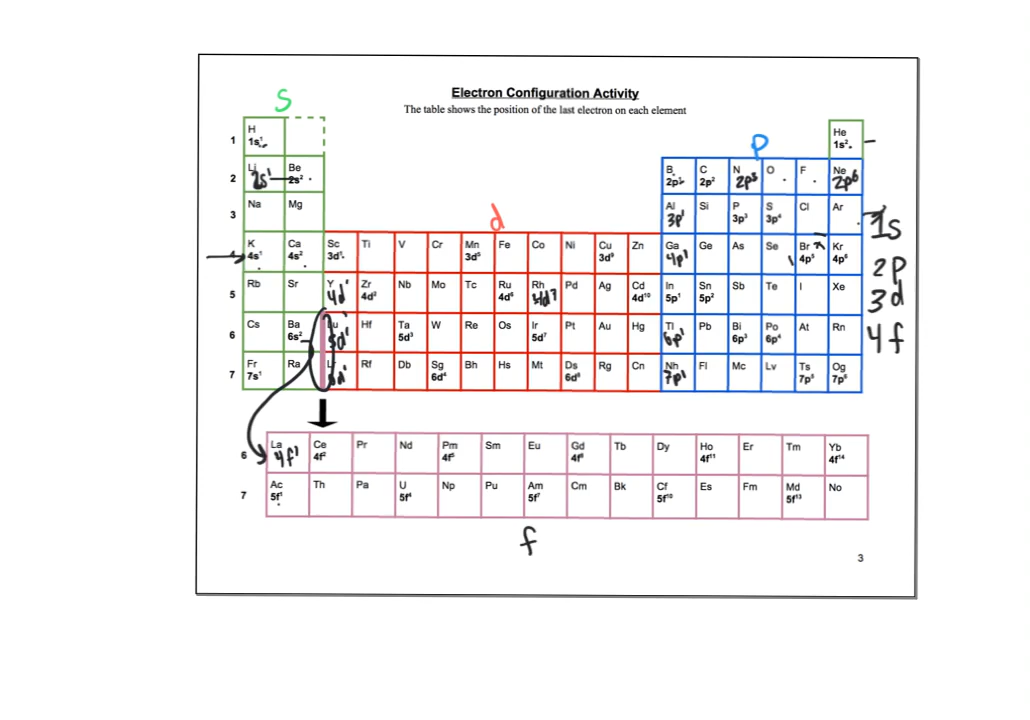 S
Electron Configuration Activity
The table shows the position of the last electron on each element
H He
1 1s¹ 1s².
P
Li Be B C N O F Ne
2 2s¹ 2s² 2p¹ 2p² 2p³ 2p⁶
Na Mg Al Si P S Cl Ar
3 3p¹ 3p³ 3p⁴
d 1s
K Ca Sc Ti V Cr Mn Fe Co Ni Cu Zn Ga Ge As Se Br Kr
4 4s¹ 4s² 3d¹ 3d⁵ 3d⁹ 4p¹ 4p⁵ 4p⁶
2p
Rb Sr Y Zr Nb Mo Tc Ru Rh Pd Ag Cd In Sn Sb Te I Xe
5 4d¹ 4d² 4d⁶ 4d⁷ 4d¹⁰ 5p¹ 5p²
3d
Cs Ba Lu Hf Ta W Re Os Ir Pt Au Hg Tl Pb Bi Po At Rn
6 6s² 5d¹ 5d³ 5d⁷ 6p¹ 6p³ 6p⁴
4f
Fr Ra Lr Rf Db Sg Bh Hs Mt Ds Rg Cn Nh Fl Mc Lv Ts Og
7 7s¹ 6d¹ 6d⁴ 6d⁸ 7p¹ 7p⁵ 7p⁶
La Ce Pr Nd Pm Sm Eu Gd Tb Dy Ho Er Tm Yb
6 4f¹ 4f² 4f⁵ 4f⁸ 4f¹¹ 4f¹⁴
Ac Th Pa U Np Pu Am Cm Bk Cf Es Fm Md No
7 5f¹ 5f⁴ 5f⁷ 5f¹⁰ 5f¹³
f
3